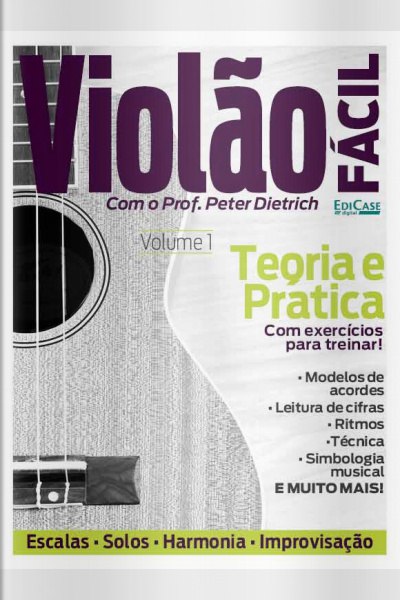 Violão
FÁCIL
Com o Prof. Peter Dietrich
EDICASE
digital
Volume 1
Teoria e
Prática
Com exercícios
para treinar!
• Modelos de
acordes
• Leitura de cifras
• Ritmos
•Técnica
• Simbologia
musical
E MUITO MAIS!
Escalas • Solos • Harmonia • Improvisação